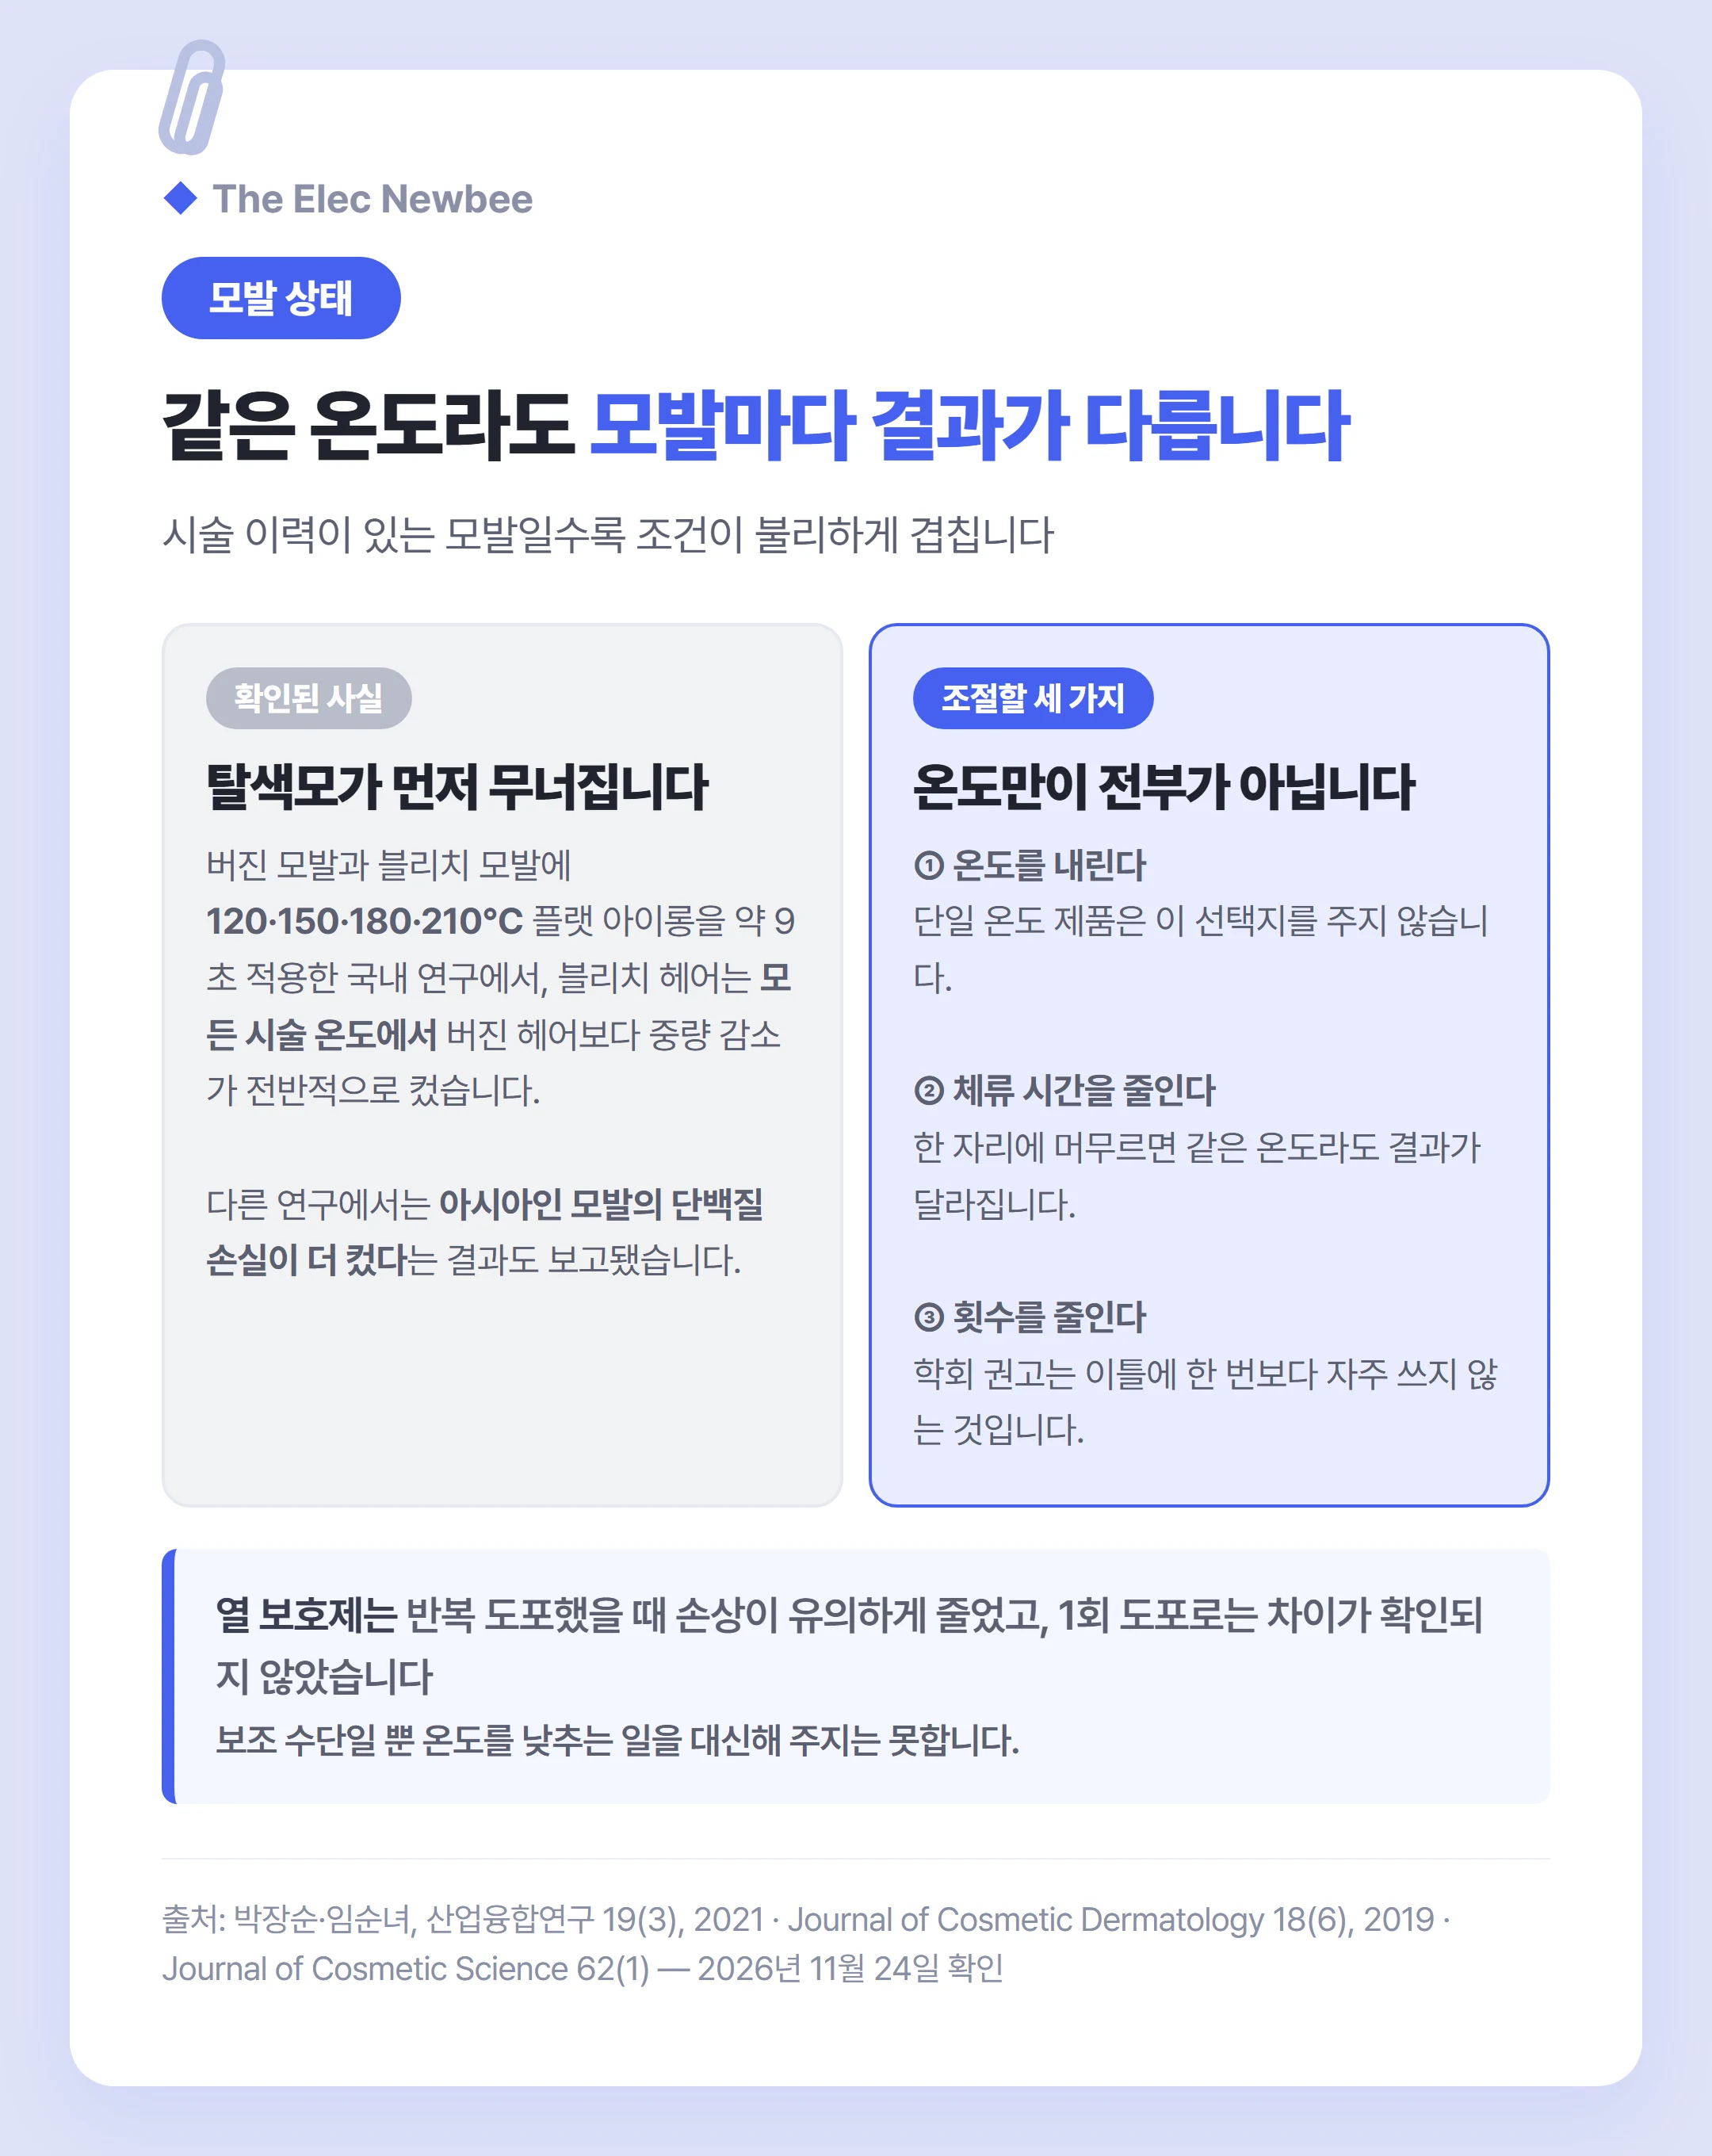 The Elec Newbee
모발 상태
같은 온도라도 모발마다 결과가 다릅니다
시술 이력이 있는 모발일수록 조건이 불리하게 겹칩니다
확인된 사실
탈색모가 먼저 무너집니다
버진 모발과 블리치 모발에
120·150·180·210°C 플랫 아이롱을 약 9
초 적용한 국내 연구에서, 블리치 헤어는 모
든 시술 온도에서 버진 헤어보다 중량 감소
가 전반적으로 컸습니다.
다른 연구에서는 아시아인 모발의 단백질
손실이 더 컸다는 결과도 보고됐습니다.
조절할 세 가지
온도만이 전부가 아닙니다
① 온도를 내린다
단일 온도 제품은 이 선택지를 주지 않습니
다.
② 체류 시간을 줄인다
한 자리에 머무르면 같은 온도라도 결과가
달라집니다.
③ 횟수를 줄인다
학회 권고는 이틀에 한 번보다 자주 쓰지 않
는 것입니다.
열 보호제는 반복 도포했을 때 손상이 유의하게 줄었고, 1회 도포로는 차이가 확인되
지 않았습니다
보조 수단일 뿐 온도를 낮추는 일을 대신해 주지는 못합니다.
출처: 박장순·임순녀, 산업융합연구 19(3), 2021 · Journal of Cosmetic Dermatology 18(6), 2019 ·
Journal of Cosmetic Science 62(1) — 2026년 11월 24일 확인